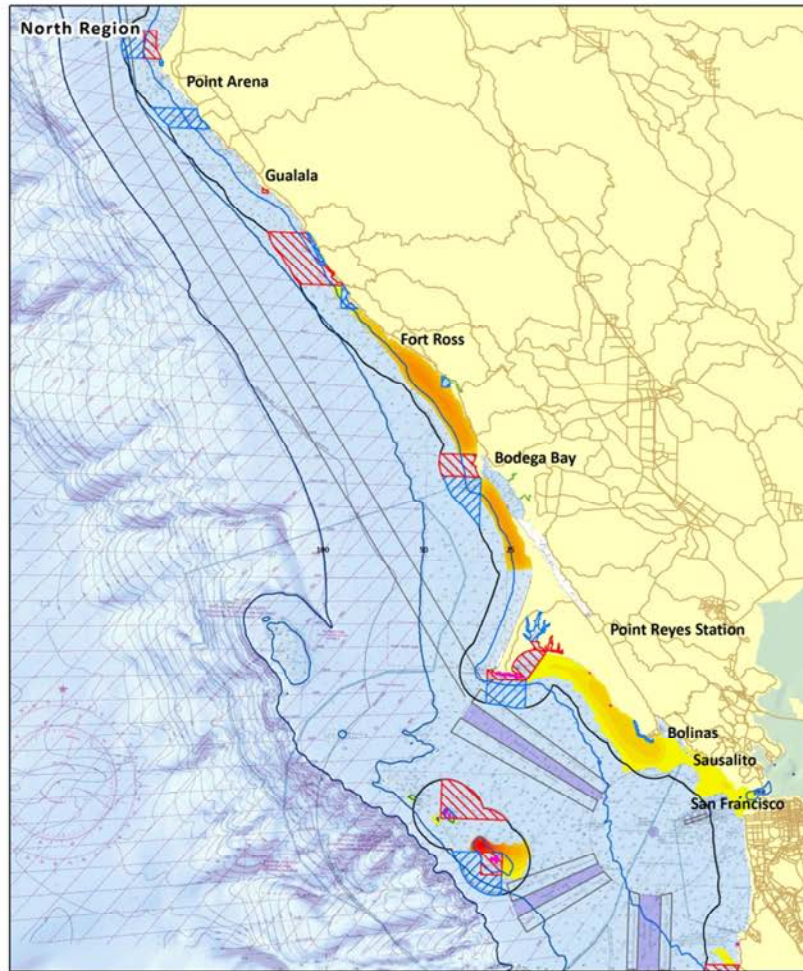 North Region
Point Arena
Gualala
Fort Ross
Bodega Bay
100
50
25
Point Reyes Station
Bolinas
Sausalito
San Francisco